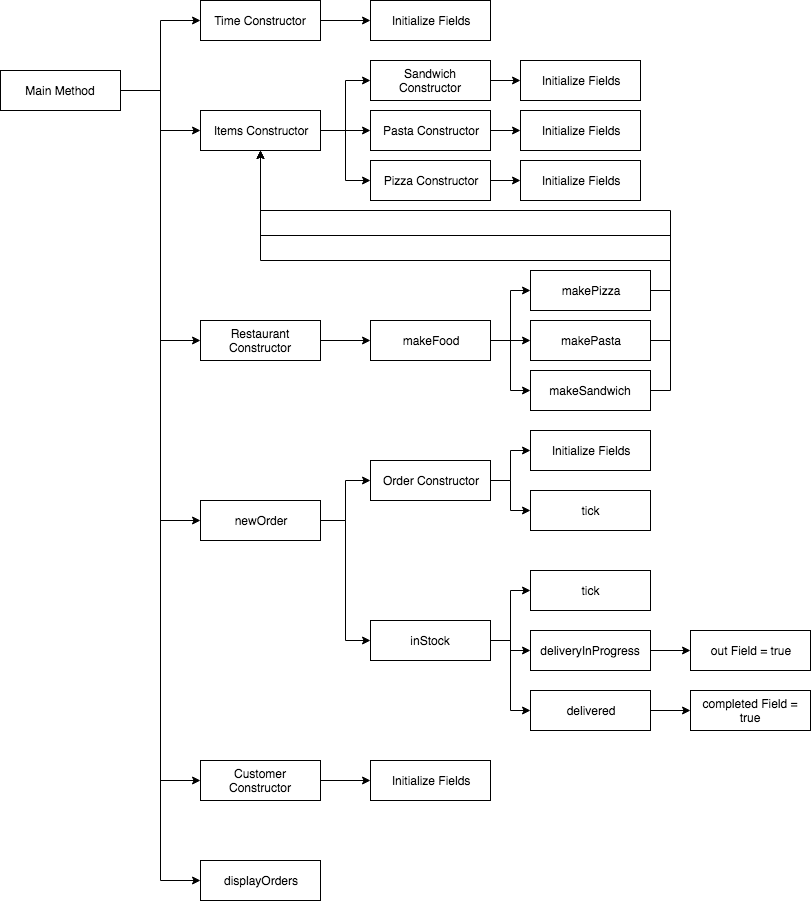 Time Constructor
Initialize Fields
Main Method
Sandwich
Constructor
Initialize Fields
Items Constructor
Pasta Constructor
Initialize Fields
Pizza Constructor
Initialize Fields
makePizza
Restaurant
Constructor
makeFood
makePasta
makeSandwich
Initialize Fields
Order Constructor
newOrder
tick
tick
inStock
deliveryInProgress
out Field = true
delivered
completed Field =
true
Customer
Constructor
Initialize Fields
displayOrders